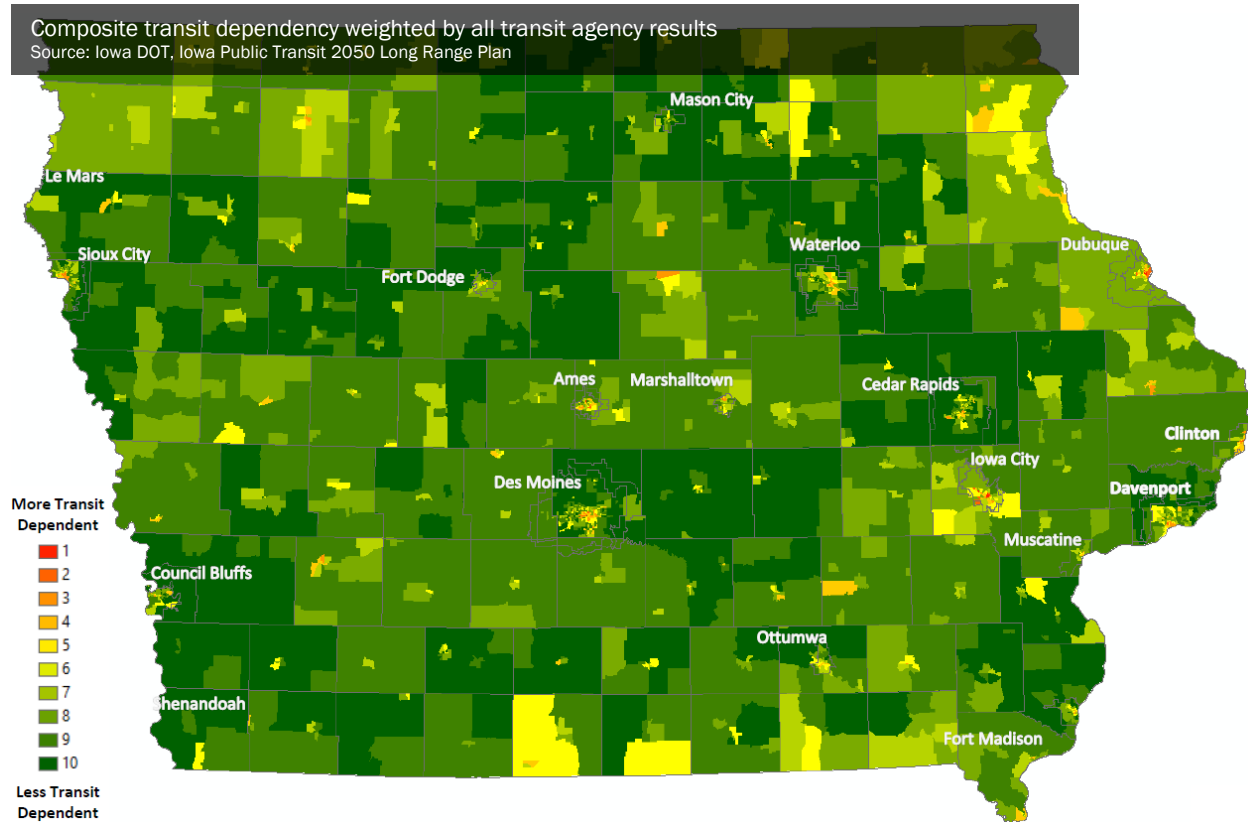 Composite transit dependency weighted by all transit agency results
Source: Iowa DOT, Iowa Public Transit 2050 Long Range Plan
Mason City
Le Mars
Sioux City
Waterloo
Dubuque
Fort Dodge
Ames
Marshalltown
Cedar Rapids
Clinton
Iowa City
Des Moines
Davenport
Muscatine
Council Bluffs
Ottumwa
Shenandoah
Fort Madison
More Transit
Dependent
1
2
3
4
5
6
7
8
9
10
Less Transit
Dependent